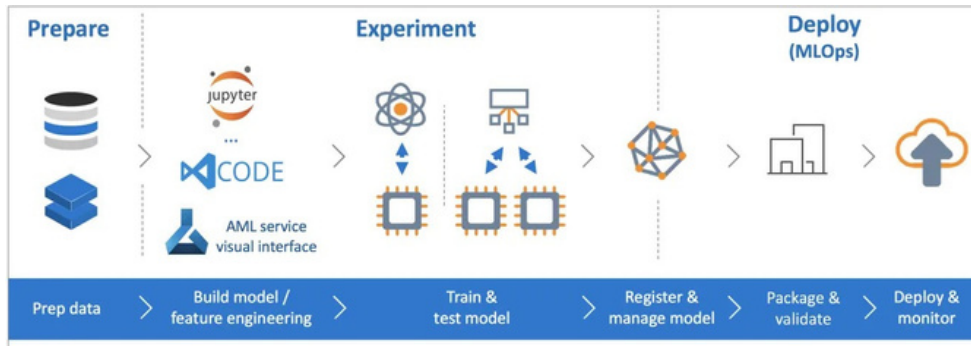 Prepare
Experiment
Deploy
(MLOps)
jupyter
...
CODE
AML service
visual interface
Prep data
Build model /
feature engineering
Train &
test model
Register &
manage model
Package &
validate
Deploy &
monitor